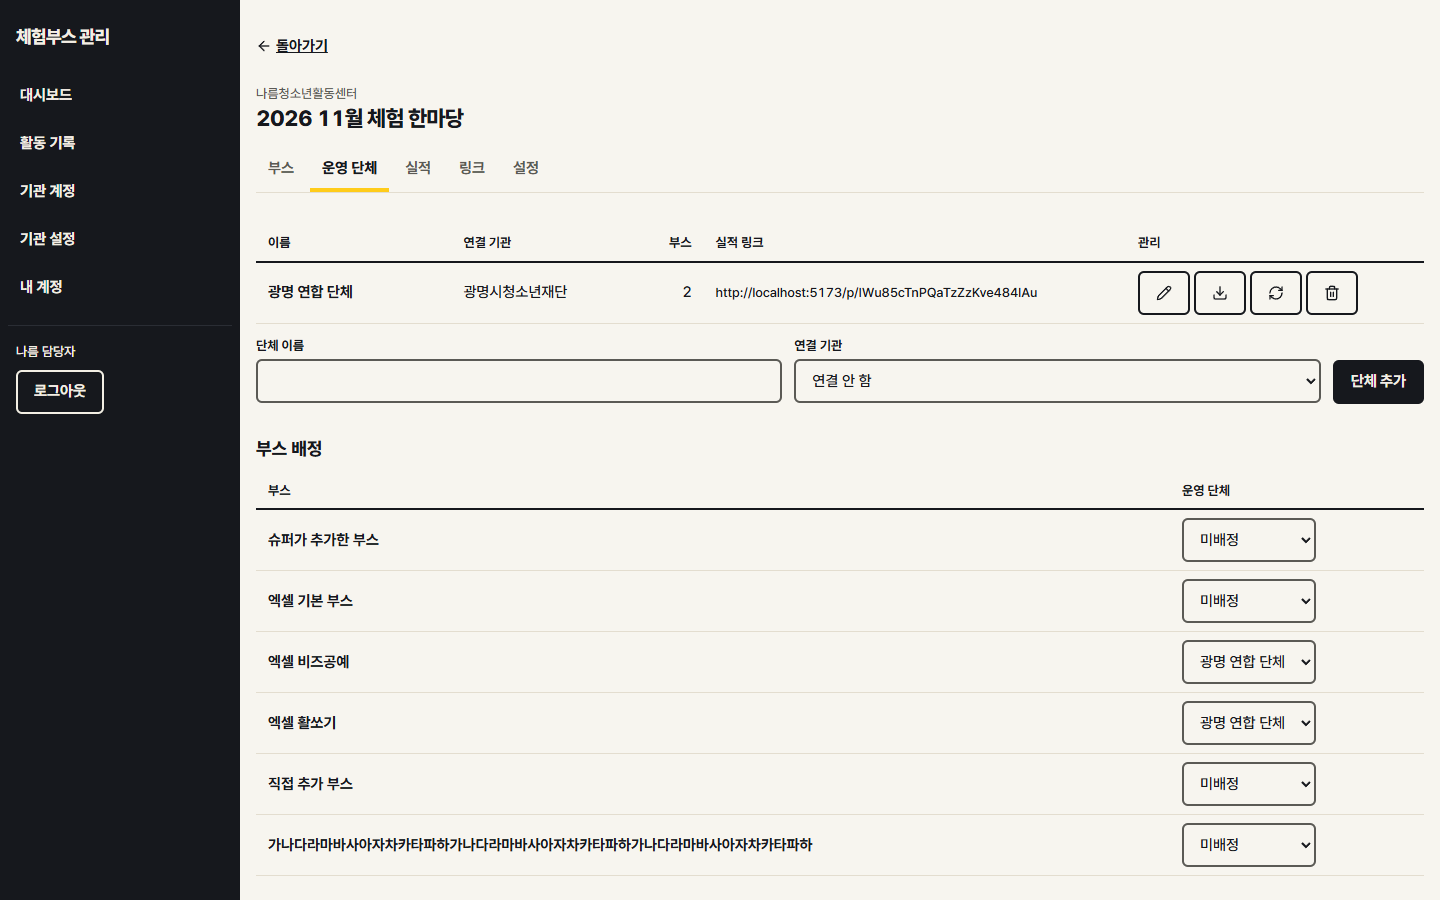 체험부스 관리
대시보드
활동 기록
기관 계정
기관 설정
내 계정
나름 담당자
로그아웃
← 돌아가기
나름청소년활동센터
2026 11월 체험 한마당
부스 운영 단체 실적 링크 설정
이름 연결 기관 부스 실적 링크 관리
광명 연합 단체 광명시청소년재단 2 http://localhost:5173/p/lWu85cTnPQaTzZzKve484lAu
단체 이름 연결 기관
연결 안 함 단체 추가
부스 배정
부스 운영 단체
슈퍼가 추가한 부스 미배정
엑셀 기본 부스 미배정
엑셀 비즈공예 광명 연합 단체
엑셀 활쏘기 광명 연합 단체
직접 추가 부스 미배정
가나다라마바사아자차카타파하가나다라마바사아자차카타파하가나다라마바사아자차카타파하 미배정